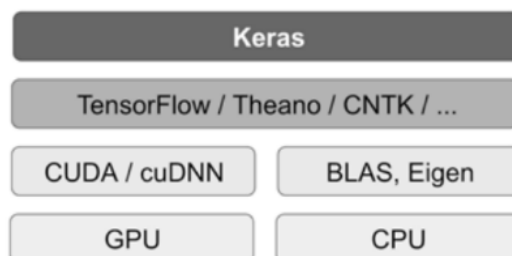 Keras
TensorFlow / Theano / CNTK / ...
CUDA / cuDNN
BLAS, Eigen
GPU
CPU